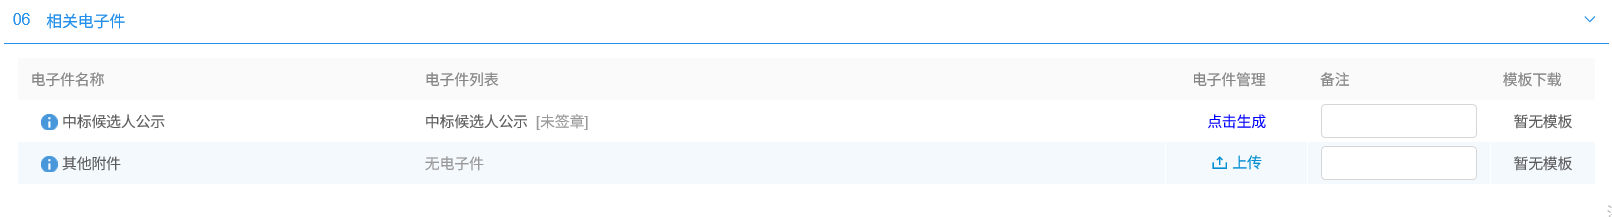 06 相关电子件
电子件名称 电子件列表 电子件管理 备注 模板下载
中标候选人公示 中标候选人公示 [未签章] 点击生成 暂无模板
其他附件 无电子件 上传 暂无模板